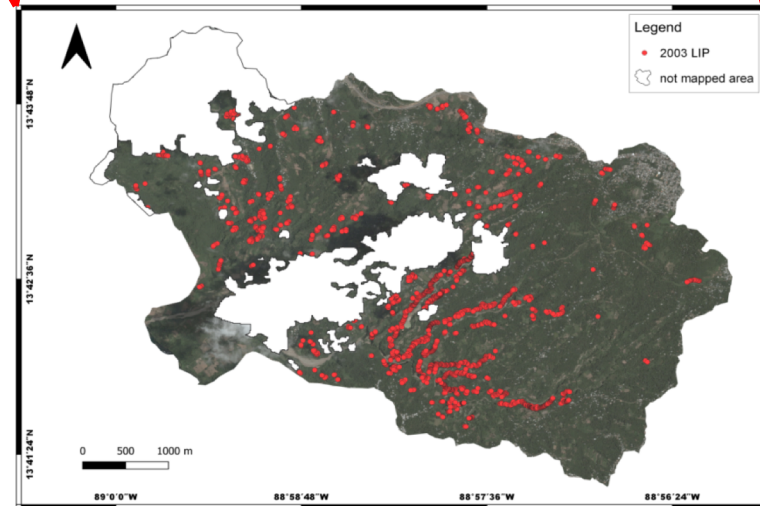 Legend
2003 LIP
not mapped area
13°43'48"N
13°42'36"N
13°41'24"N
0 500 1000 m
89°0'0"W 88°58'48"W 88°57'36"W 88°56'24"W